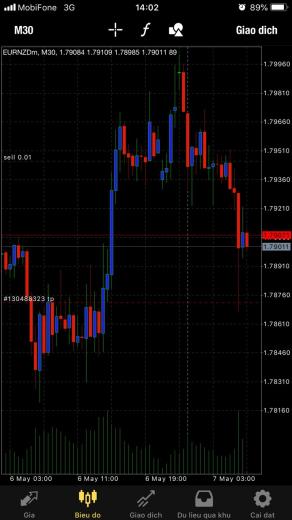 MobiFone 3G 14:02 89%
M30 f Giao dich
EURNZDm, M30, 1.79084 1.79109 1.78985 1.79011 89
1.79960
1.79810
1.79660
1.79510
sell 0.01
1.79360
1.79210
1.79011
1.78910
1.78760
#130488323 tp
1.78610
1.78460
1.78310
1.78160
6 May 03:00 6 May 11:00 6 May 19:00 7 May 03:00
Gia Bieu do Giao dich Du lieu qua khu Cai dat